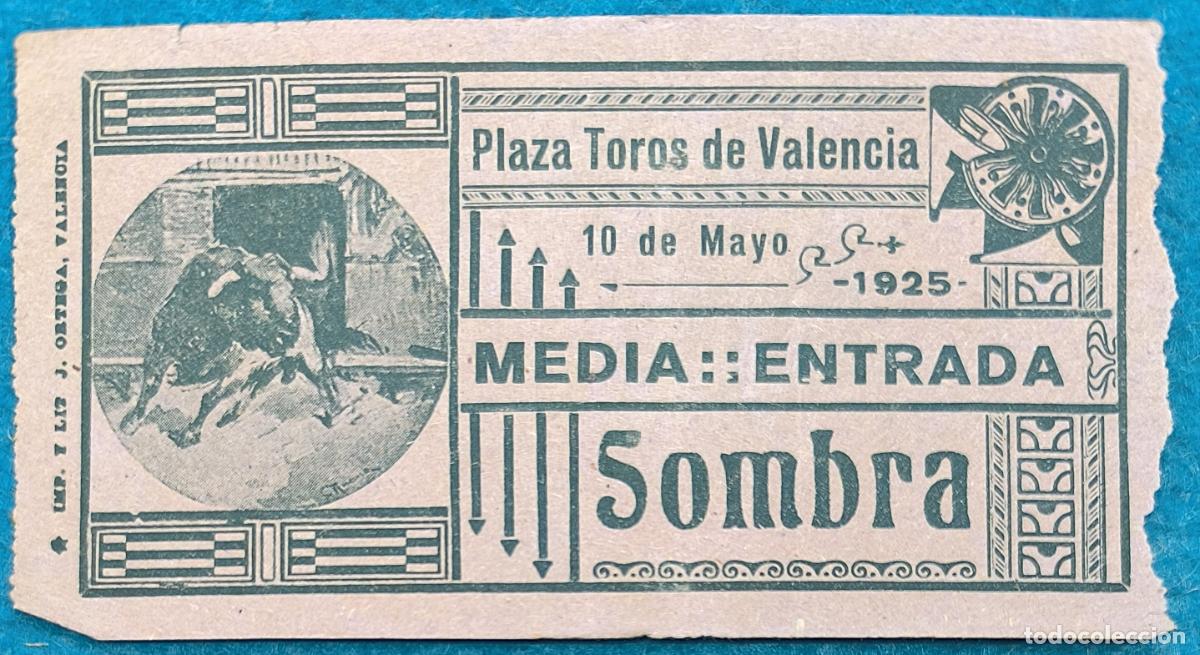 Plaza Toros de Valencia
10 de Mayo
-1925-
MEDIA :: ENTRADA
Sombra
IMP. Y LIT J. ORTEGA, VALENCIA
todocoleccion